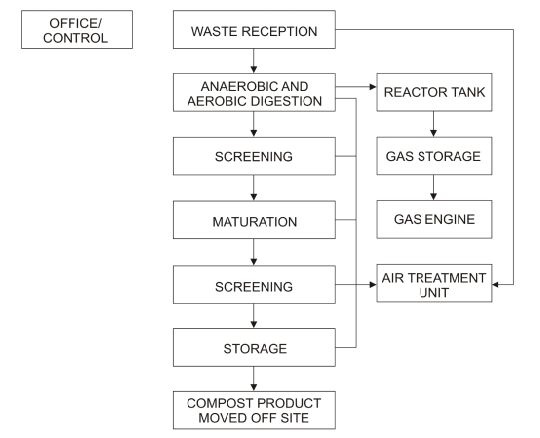 OFFICE/
CONTROL
WASTE RECEPTION
ANAEROBIC AND
AEROBIC DIGESTION
REACTOR TANK
SCREENING
GAS STORAGE
MATURATION
GAS ENGINE
SCREENING
AIR TREATMENT
UNIT
STORAGE
COMPOST PRODUCT
MOVED OFF SITE